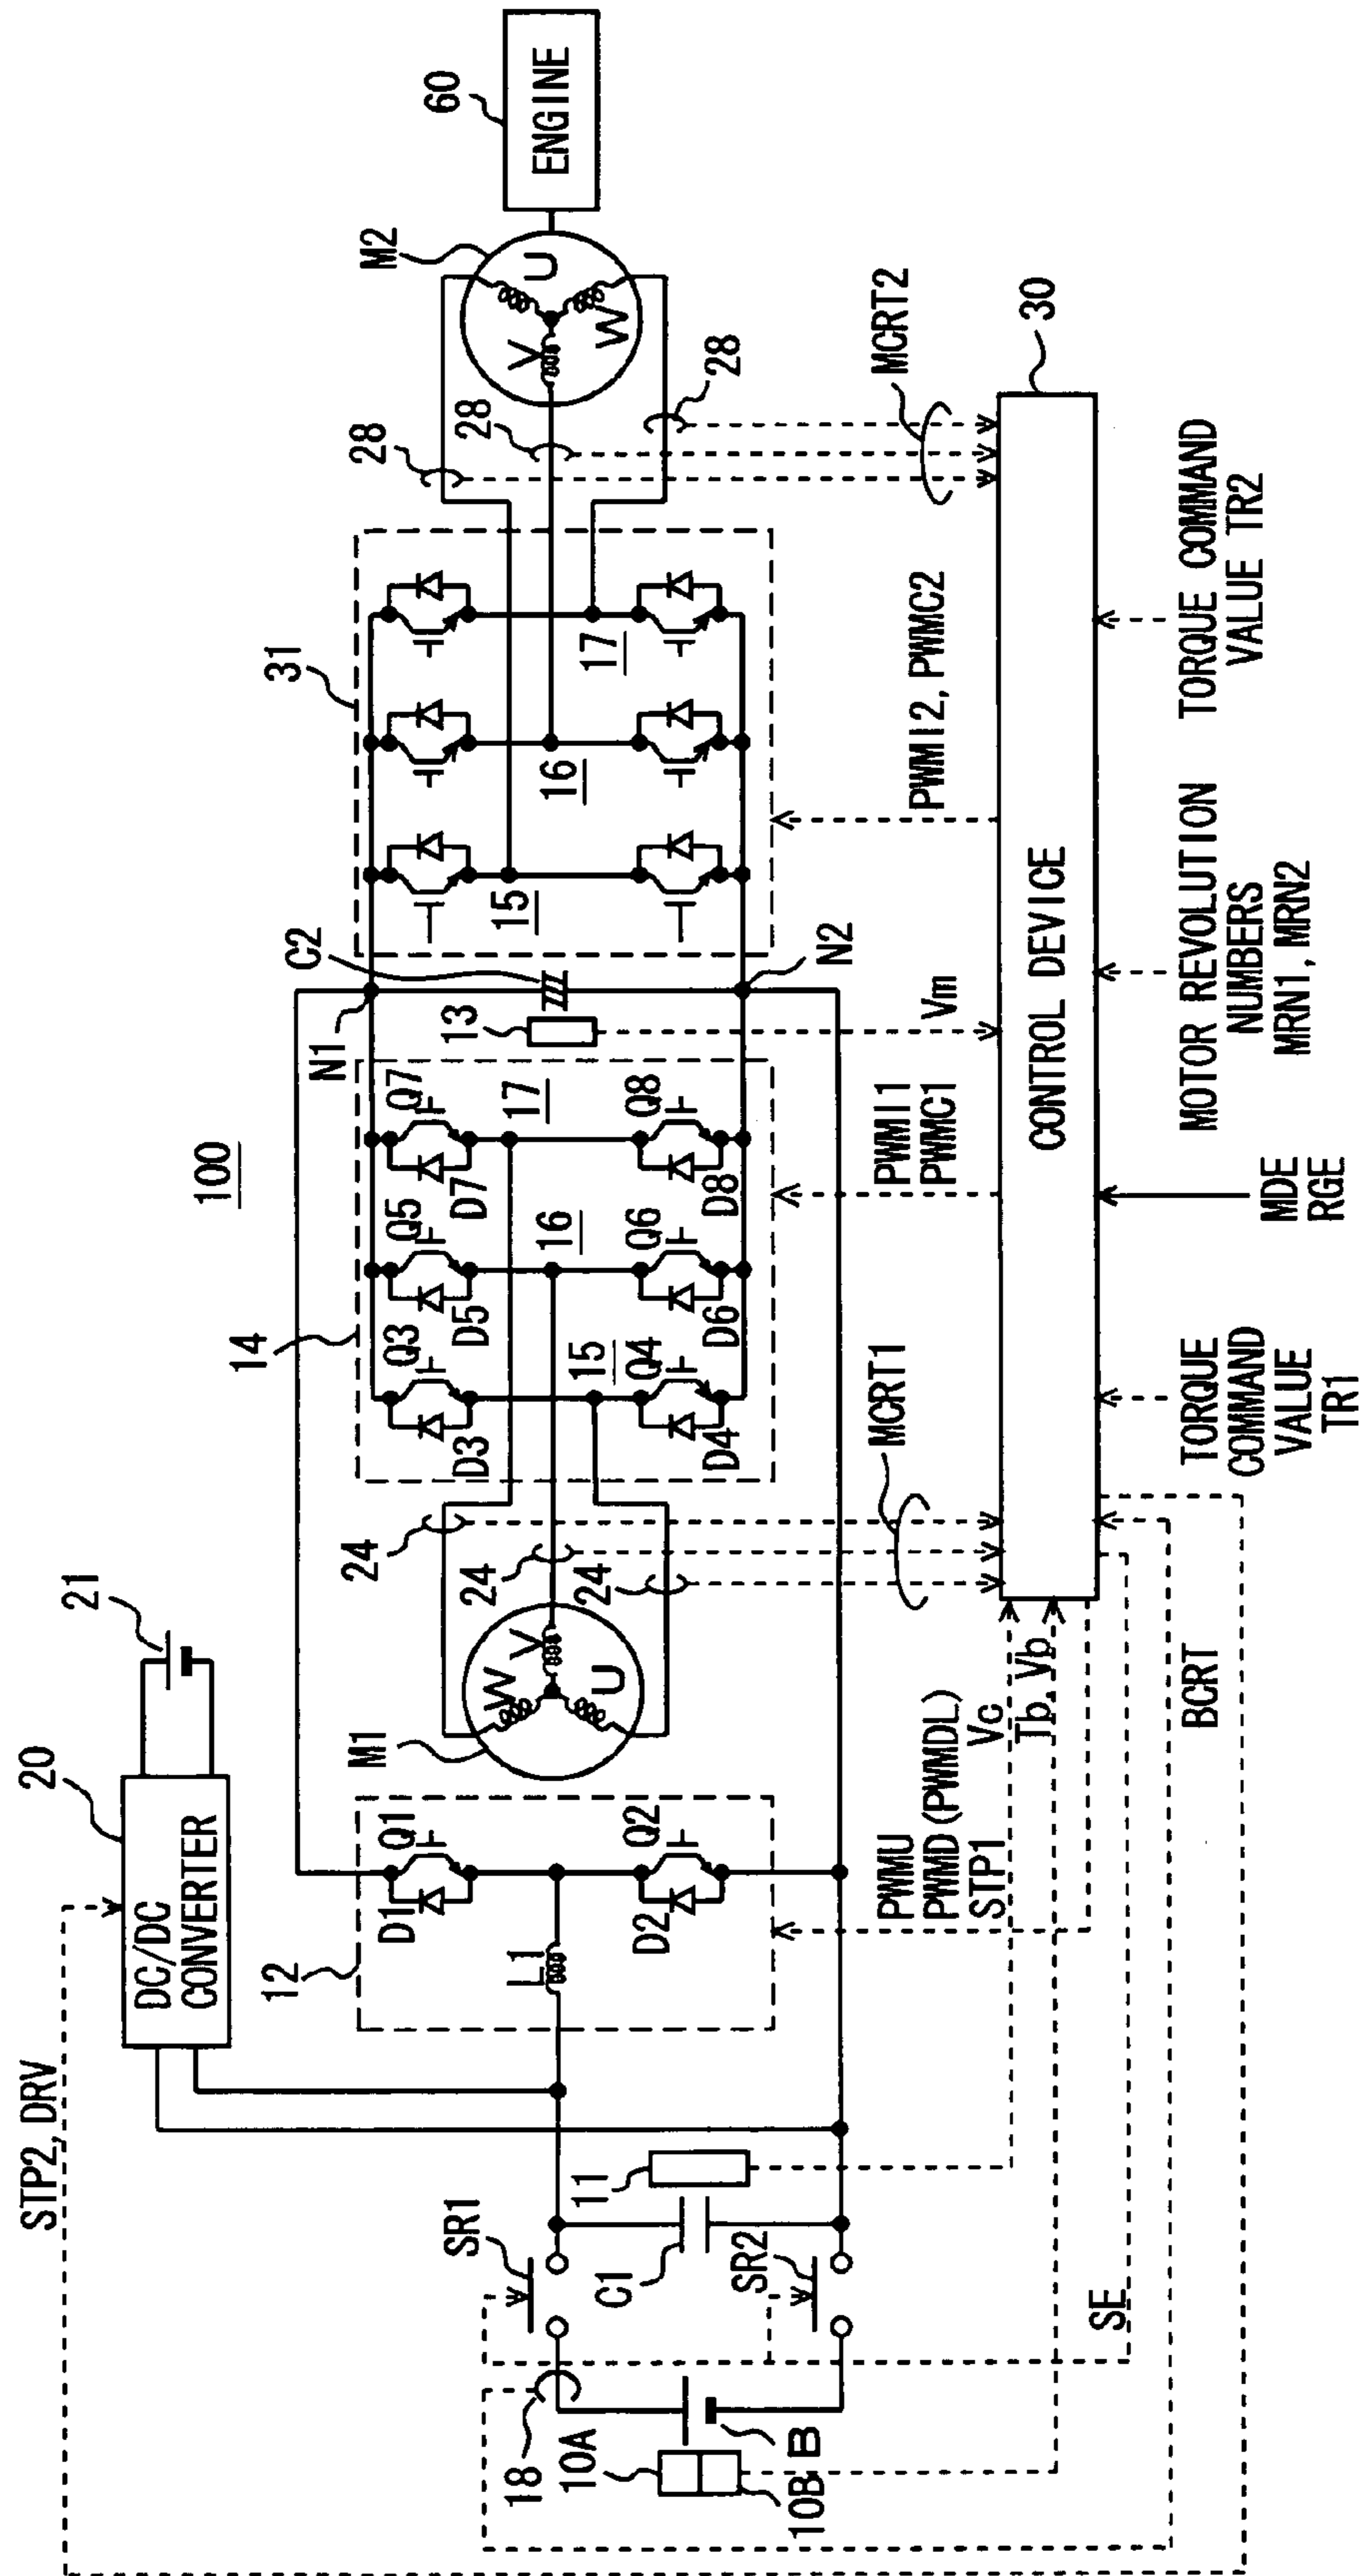 100
STP2, DRV
20
DC/DC
CONVERTER
21
12
D1
Q1
L1
D2
Q2
M1
W
V
U
24
24
24
14
Q3
D3
Q5
D5
Q7
D7
15
16
17
Q4
D4
Q6
D6
Q8
D8
N1
C2
13
N2
31
15
16
17
28
28
28
M2
U
V
W
60
ENGINE
SR1
C1
11
SR2
18
10A
10B
B
SE
PWMU
PWMD (PWMDL)
STP1
Vc
Tb, Vb
BCRT
MCRT1
PWMI1
PWMC1
Vm
PWMI2, PWMC2
MCRT2
30
CONTROL DEVICE
TORQUE
COMMAND
VALUE
TR1
MDE
RGE
MOTOR REVOLUTION
NUMBERS
MRN1, MRN2
TORQUE COMMAND
VALUE TR2